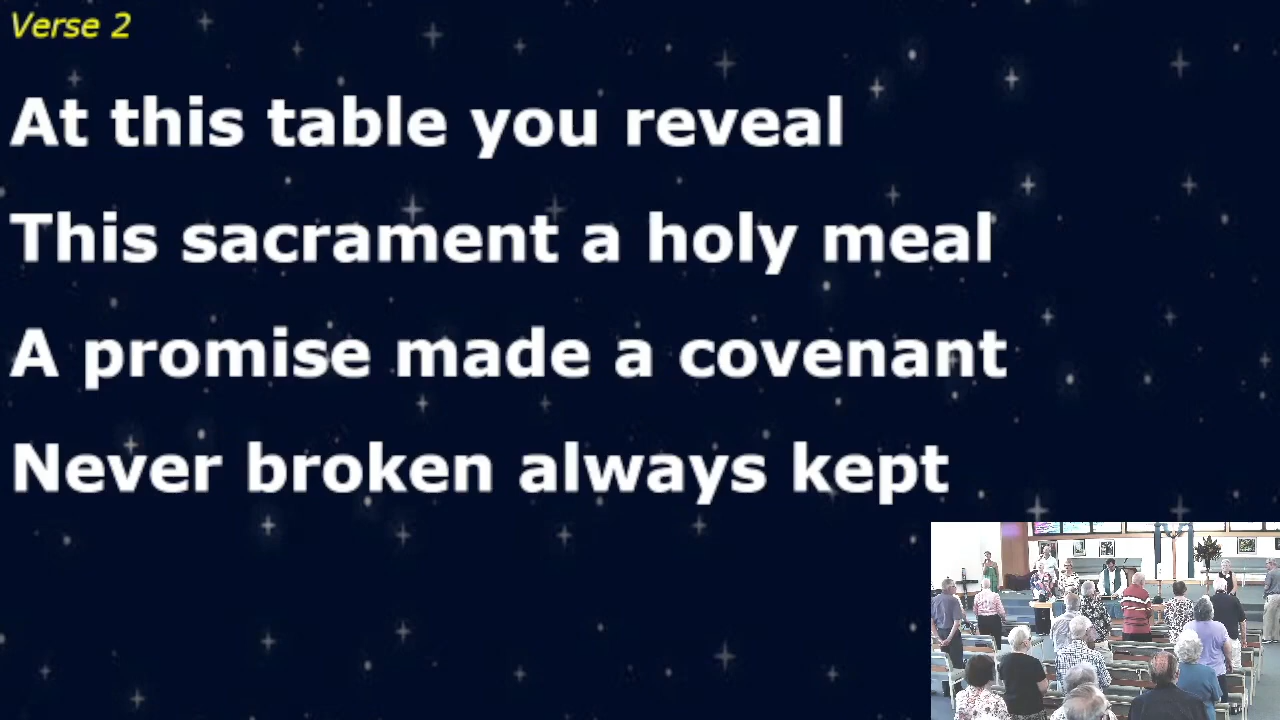 Verse 2
At this table you reveal
This sacrament a holy meal
A promise made a covenant
Never broken always kept